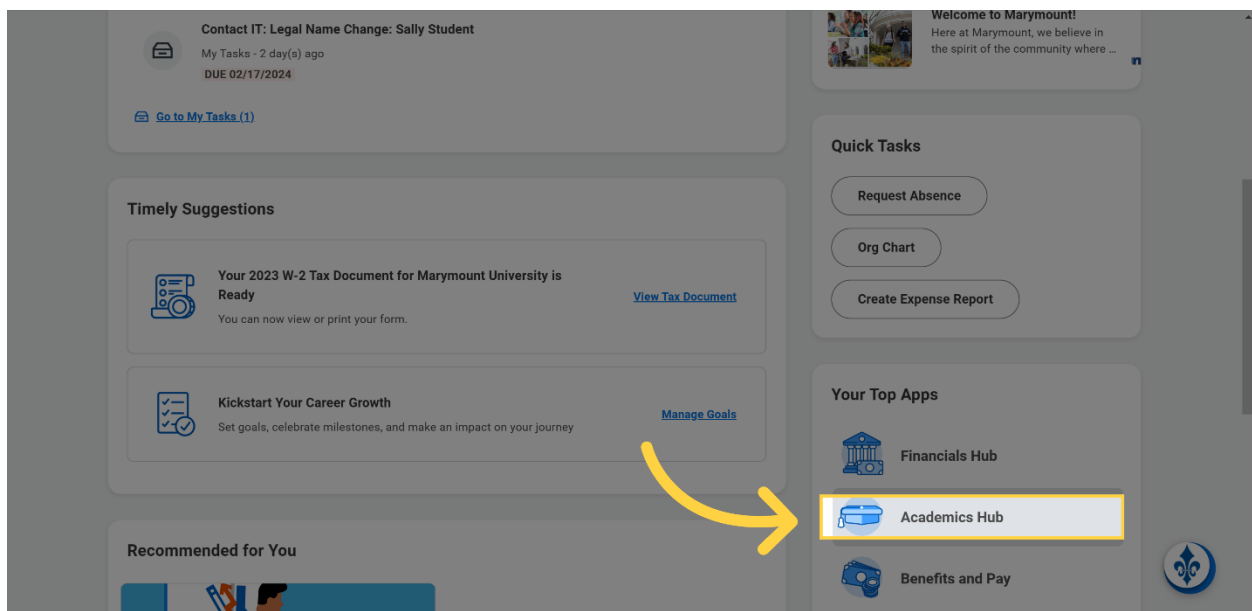 Contact IT: Legal Name Change: Sally Student
My Tasks - 2 day(s) ago
DUE 02/17/2024
Go to My Tasks (1)
Timely Suggestions
Your 2023 W-2 Tax Document for Marymount University is
Ready
You can now view or print your form.
View Tax Document
Kickstart Your Career Growth
Set goals, celebrate milestones, and make an impact on your journey
Manage Goals
Recommended for You
Welcome to Marymount!
Here at Marymount, we believe in
the spirit of the community where ...
Quick Tasks
Request Absence
Org Chart
Create Expense Report
Your Top Apps
Financials Hub
Academics Hub
Benefits and Pay